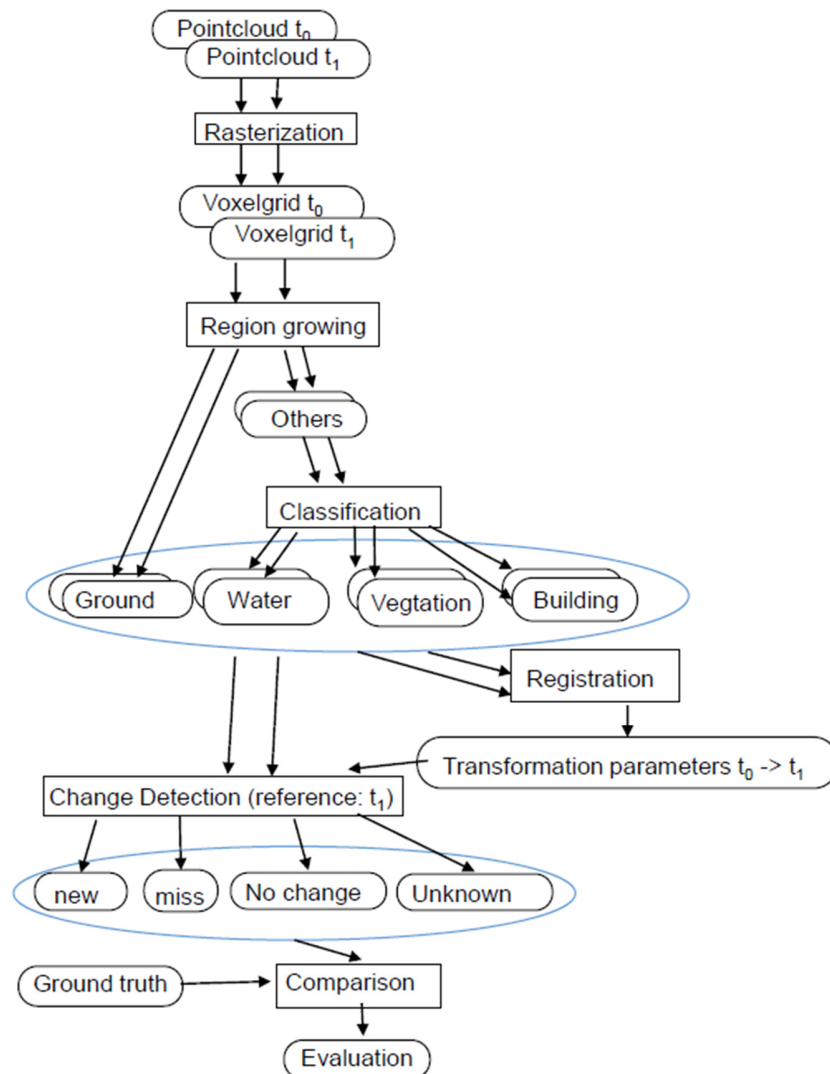 Pointcloud t₀
Pointcloud t₁
Rasterization
Voxelgrid t₀
Voxelgrid t₁
Region growing
Others
Classification
Ground
Water
Vegtation
Building
Registration
Transformation parameters t₀ -> t₁
Change Detection (reference: t₁)
new
miss
No change
Unknown
Ground truth
Comparison
Evaluation